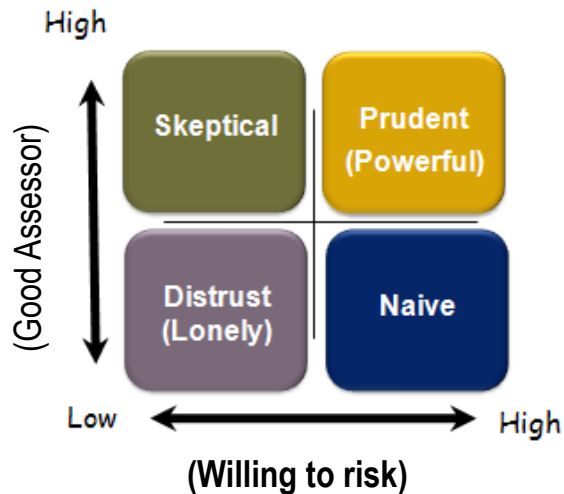 High
Skeptical
Prudent
(Powerful)
(Good Assessor)
Distrust
(Lonely)
Naive
Low
High
(Willing to risk)